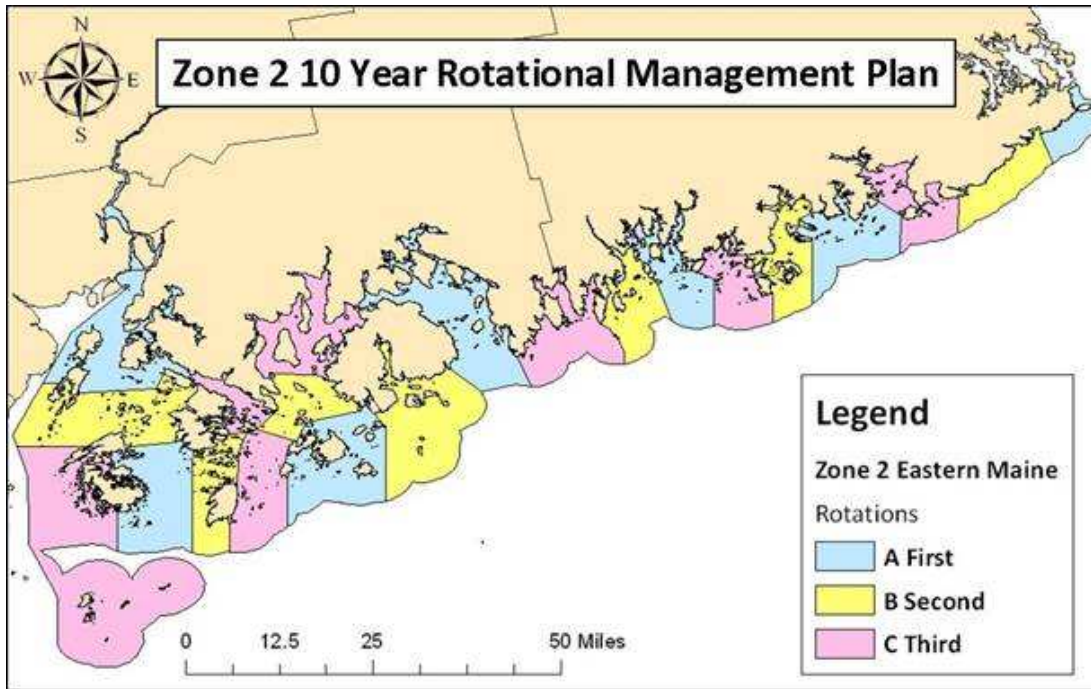 N
W E
S
Zone 2 10 Year Rotational Management Plan
Legend
Zone 2 Eastern Maine
Rotations
A First
B Second
C Third
0 12.5 25 50 Miles